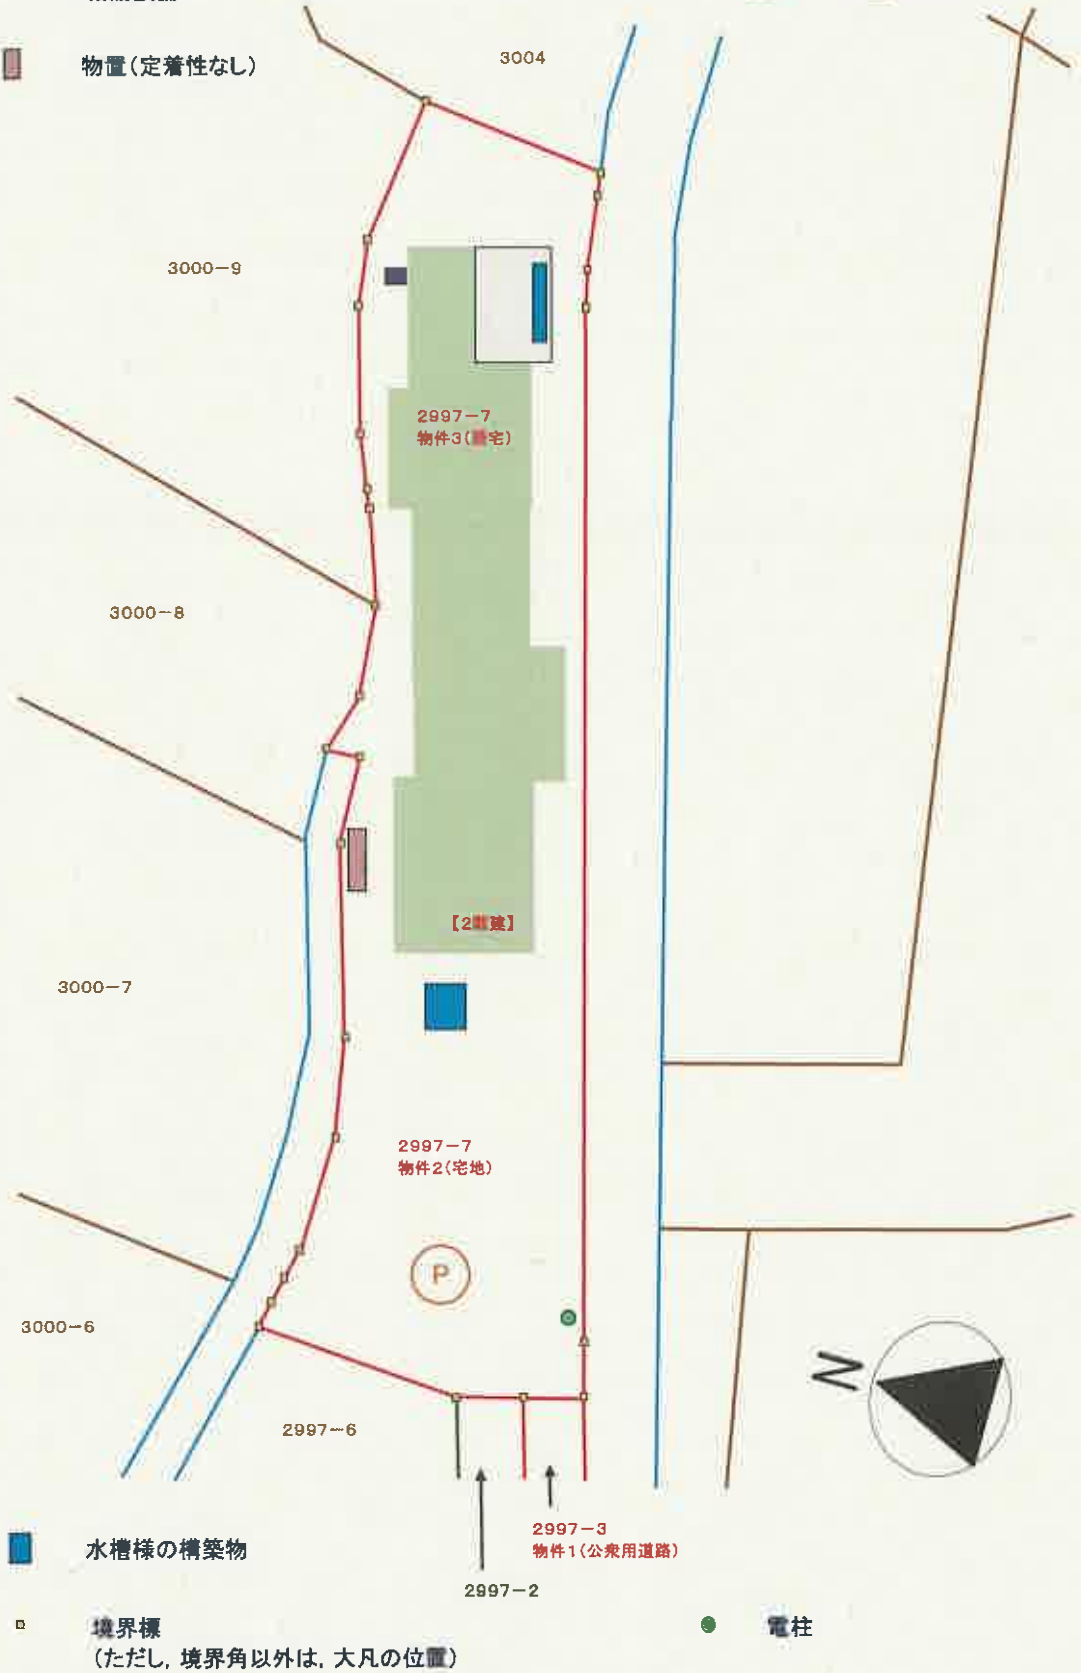 物置(定着性なし)
3004
3000-9
2997-7
物件3(居宅)
3000-8
【2階建】
3000-7
2997-7
物件2(宅地)
P
3000-6
N
2997-6
2997-3
物件1(公衆用道路)
水槽様の構築物
2997-2
境界標
電柱
(ただし, 境界角以外は, 大凡の位置)